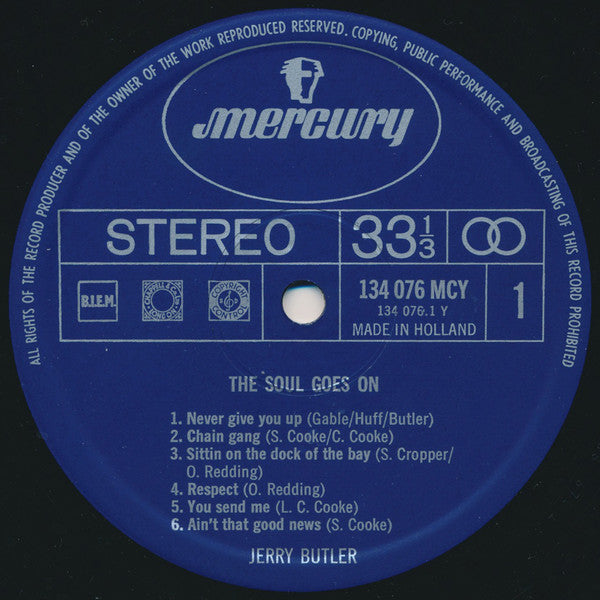 ALL RIGHTS OF THE RECORD PRODUCER AND OF THE OWNER OF THE WORK REPRODUCED RESERVED. COPYING, PUBLIC PERFORMANCE AND BROADCASTING OF THIS RECORD PROHIBITED
mercury
STEREO 33 1/3
B.I.E.M. 134 076 MCY 1
134 076.1 Y
MADE IN HOLLAND
THE SOUL GOES ON
1. Never give you up (Gable/Huff/Butler)
2. Chain gang (S. Cooke/C. Cooke)
3. Sittin on the dock of the bay (S. Cropper/
O. Redding)
4. Respect (O. Redding)
5. You send me (L. C. Cooke)
6. Ain't that good news (S. Cooke)
JERRY BUTLER